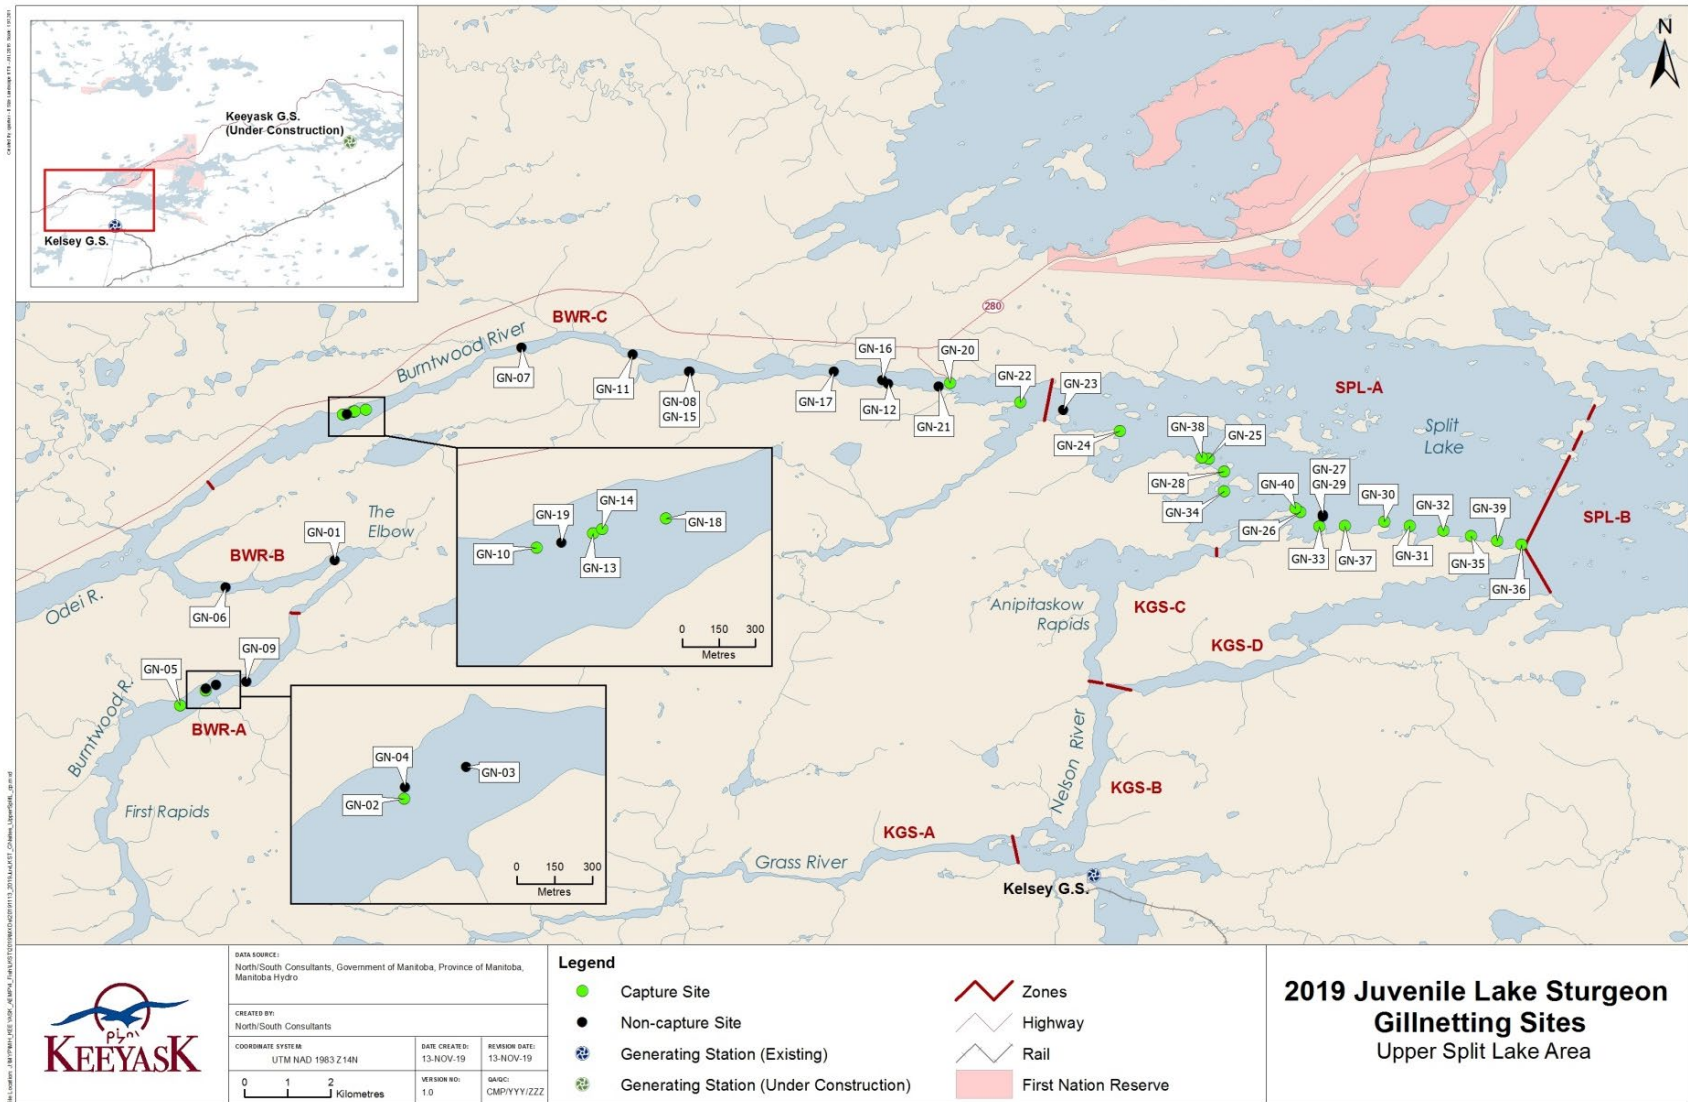 N
Keeyask G.S.
(Under Construction)
Kelsey G.S.
280
BWR-C
Burntwood River
GN-07
GN-11
GN-08
GN-15
GN-17
GN-16
GN-12
GN-20
GN-21
GN-22
GN-23
GN-24
SPL-A
Split
Lake
GN-38
GN-25
GN-28
GN-34
GN-40
GN-26
GN-27
GN-29
GN-33
GN-37
GN-30
GN-31
GN-32
GN-35
GN-39
GN-36
SPL-B
The
Elbow
GN-01
BWR-B
Odei R.
GN-06
GN-09
GN-05
BWR-A
Burntwood R.
First Rapids
GN-10
GN-19
GN-14
GN-13
GN-18
0 150 300
Metres
GN-04
GN-03
GN-02
0 150 300
Metres
Anipitaskow
Rapids
KGS-C
KGS-D
Nelson River
KGS-B
KGS-A
Grass River
Kelsey G.S.
KEEYASK
DATA SOURCE:
North/South Consultants, Government of Manitoba, Province of Manitoba,
Manitoba Hydro
CREATED BY:
North/South Consultants
COORDINATE SYSTEM:
UTM NAD 1983 Z14N
DATE CREATED:
13-NOV-19
REVISION DATE:
13-NOV-19
0 1 2
Kilometres
VERSION NO:
1.0
QA/QC:
CMP/YYY/ZZZ
Legend
Capture Site
Non-capture Site
Generating Station (Existing)
Generating Station (Under Construction)
Zones
Highway
Rail
First Nation Reserve
2019 Juvenile Lake Sturgeon
Gillnetting Sites
Upper Split Lake Area